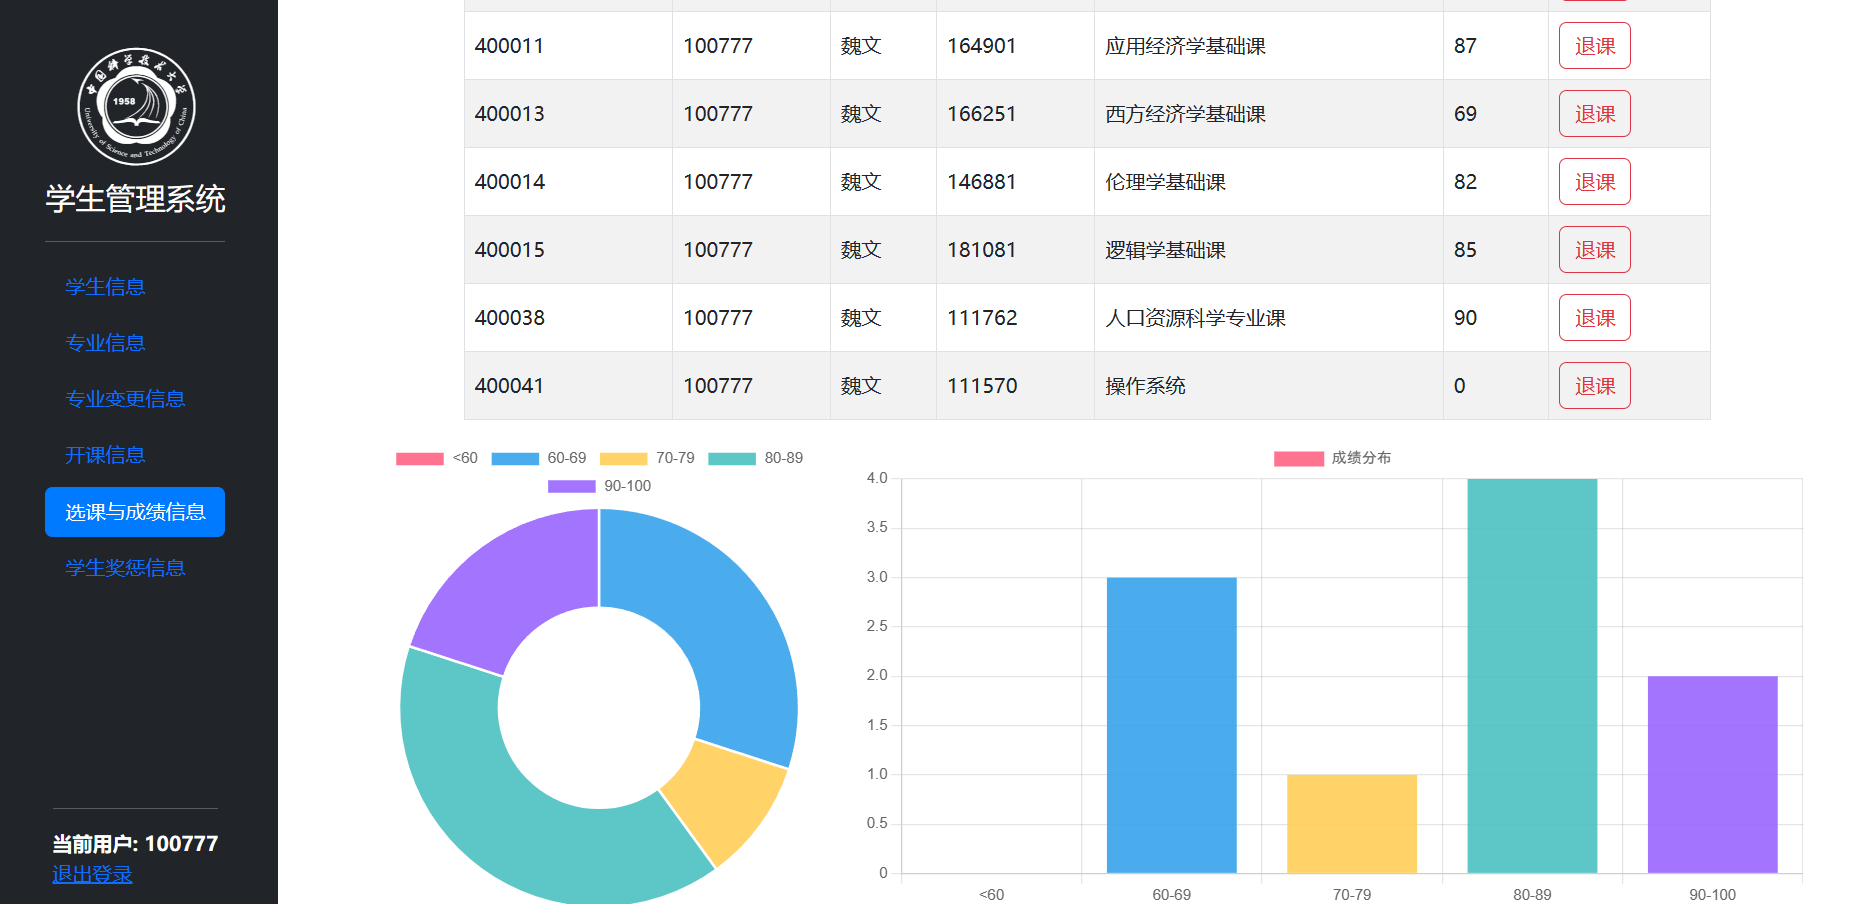 中国科学技术大学
1958
University of Science and Technology of China
学生管理系统
学生信息
专业信息
专业变更信息
开课信息
选课与成绩信息
学生奖惩信息
当前用户: 100777
退出登录
400011 100777 魏文 164901 应用经济学基础课 87 退课
400013 100777 魏文 166251 西方经济学基础课 69 退课
400014 100777 魏文 146881 伦理学基础课 82 退课
400015 100777 魏文 181081 逻辑学基础课 85 退课
400038 100777 魏文 111762 人口资源科学专业课 90 退课
400041 100777 魏文 111570 操作系统 0 退课
<60 60-69 70-79 80-89
90-100
成绩分布
4.0
3.5
3.0
2.5
2.0
1.5
1.0
0.5
0
<60 60-69 70-79 80-89 90-100